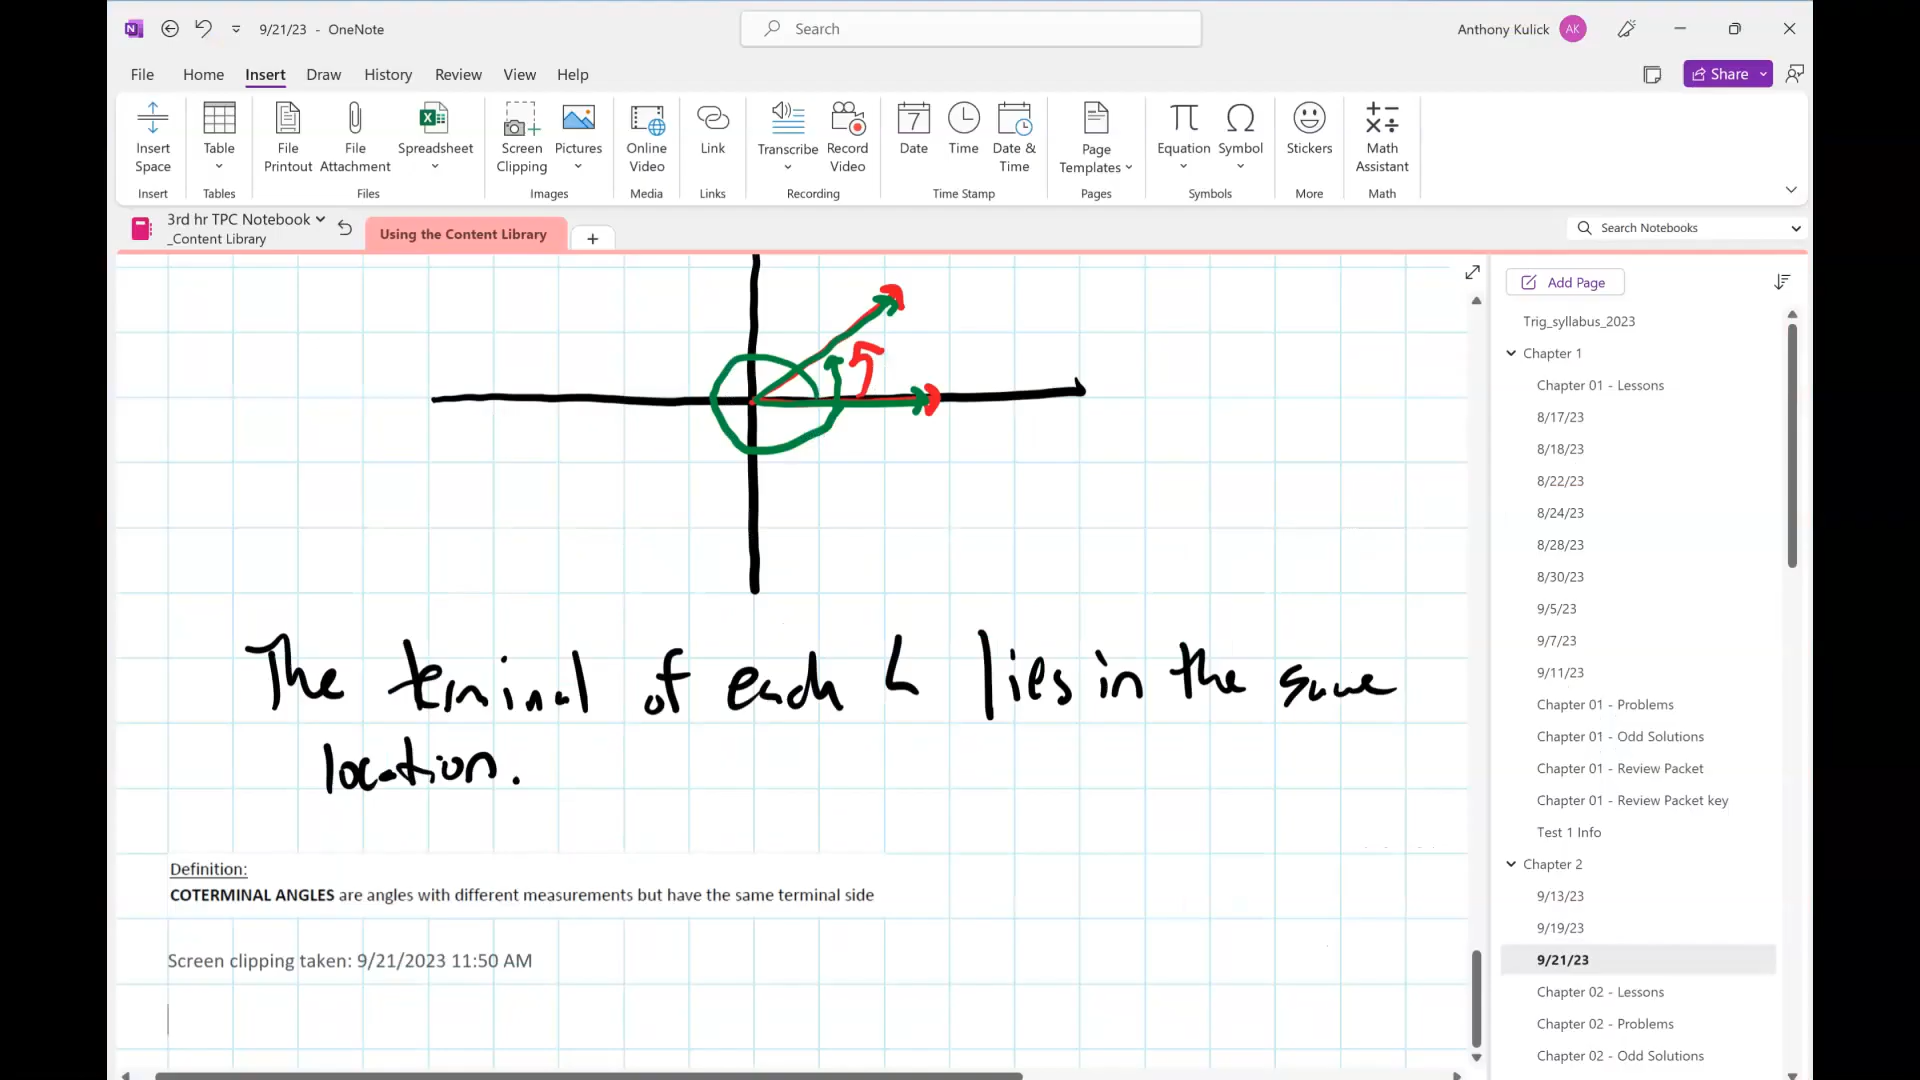 9/21/23 - OneNote
Search
Anthony Kulick
AK
File Home Insert Draw History Review View Help
Share
Insert Space
Table
File Printout
File Attachment
Spreadsheet
Screen Clipping
Pictures
Online Video
Link
Transcribe
Record Video
Date
Time
Date & Time
Page Templates
Equation
Symbol
Stickers
Math Assistant
Insert Tables Files Images Media Links Recording Time Stamp Pages Symbols More Math
3rd hr TPC Notebook
_Content Library
Using the Content Library
Search Notebooks
The terminal of each L lies in the same
location.
Definition:
COTERMINAL ANGLES are angles with different measurements but have the same terminal side
Screen clipping taken: 9/21/2023 11:50 AM
Add Page
Trig_syllabus_2023
Chapter 1
Chapter 01 - Lessons
8/17/23
8/18/23
8/22/23
8/24/23
8/28/23
8/30/23
9/5/23
9/7/23
9/11/23
Chapter 01 - Problems
Chapter 01 - Odd Solutions
Chapter 01 - Review Packet
Chapter 01 - Review Packet key
Test 1 Info
Chapter 2
9/13/23
9/19/23
9/21/23
Chapter 02 - Lessons
Chapter 02 - Problems
Chapter 02 - Odd Solutions